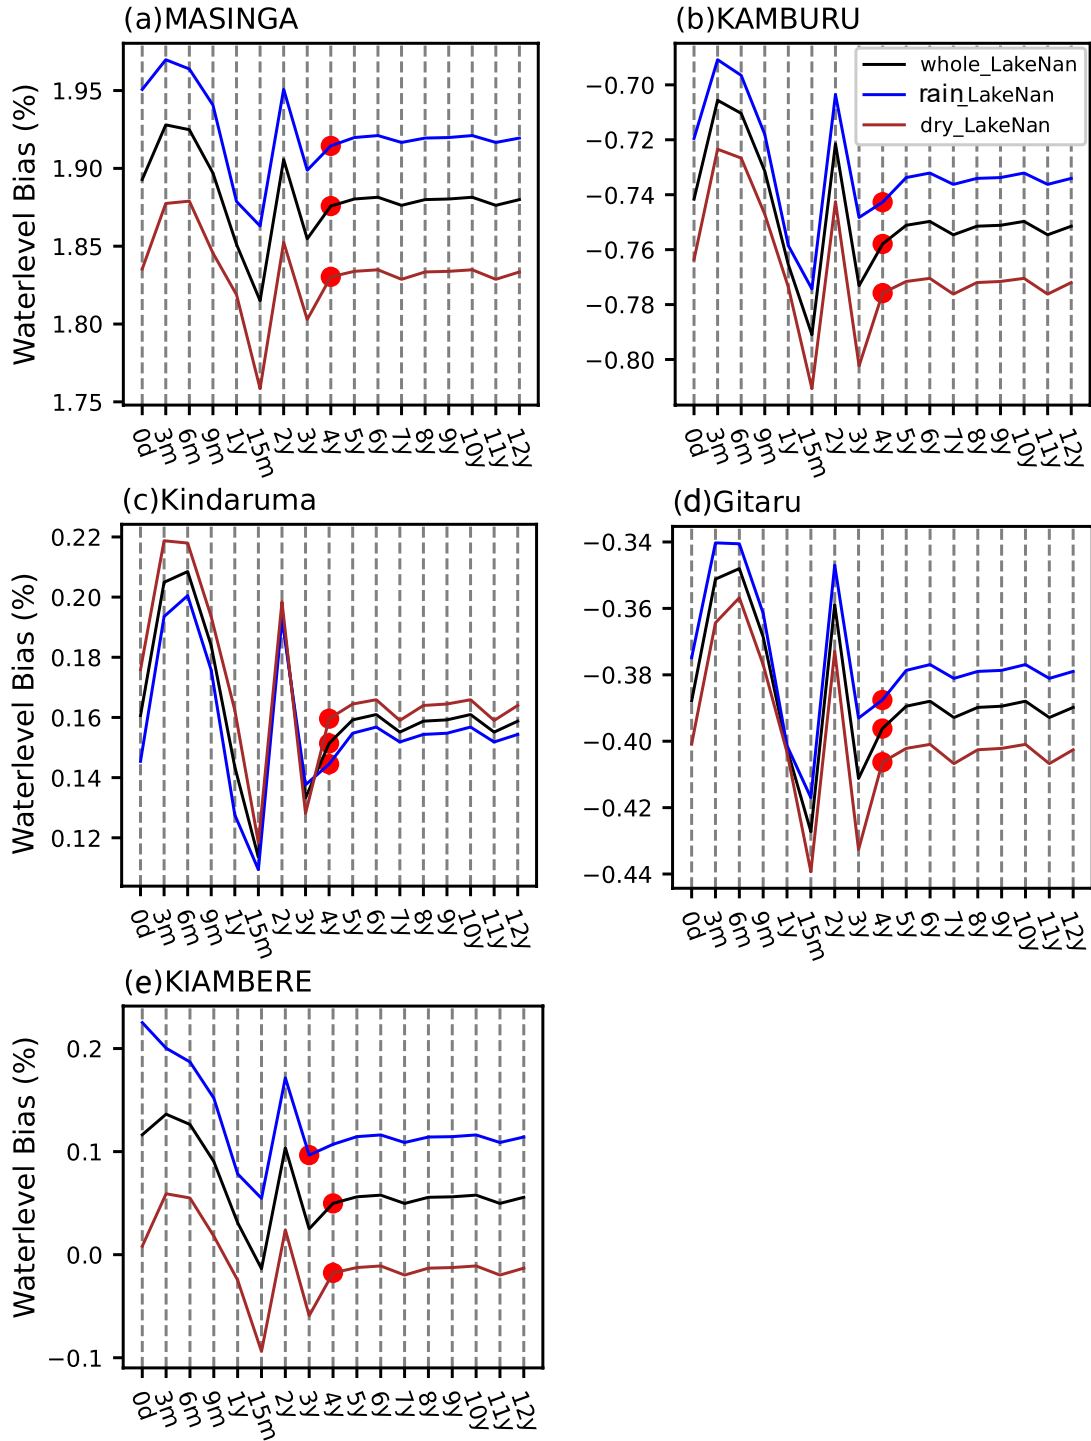 (a)MASINGA
Waterlevel Bias (%)
1.95
1.90
1.85
1.80
1.75
0d 3m 6m 9m 1y 15m 2y 3y 4y 5y 6y 7y 8y 9y 10y 11y 12y
(b)KAMBURU
whole_LakeNan
rain_LakeNan
dry_LakeNan
−0.70
−0.72
−0.74
−0.76
−0.78
−0.80
0d 3m 6m 9m 1y 15m 2y 3y 4y 5y 6y 7y 8y 9y 10y 11y 12y
(c)Kindaruma
Waterlevel Bias (%)
0.22
0.20
0.18
0.16
0.14
0.12
0d 3m 6m 9m 1y 15m 2y 3y 4y 5y 6y 7y 8y 9y 10y 11y 12y
(d)Gitaru
−0.34
−0.36
−0.38
−0.40
−0.42
−0.44
0d 3m 6m 9m 1y 15m 2y 3y 4y 5y 6y 7y 8y 9y 10y 11y 12y
(e)KIAMBERE
Waterlevel Bias (%)
0.2
0.1
0.0
−0.1
0d 3m 6m 9m 1y 15m 2y 3y 4y 5y 6y 7y 8y 9y 10y 11y 12y